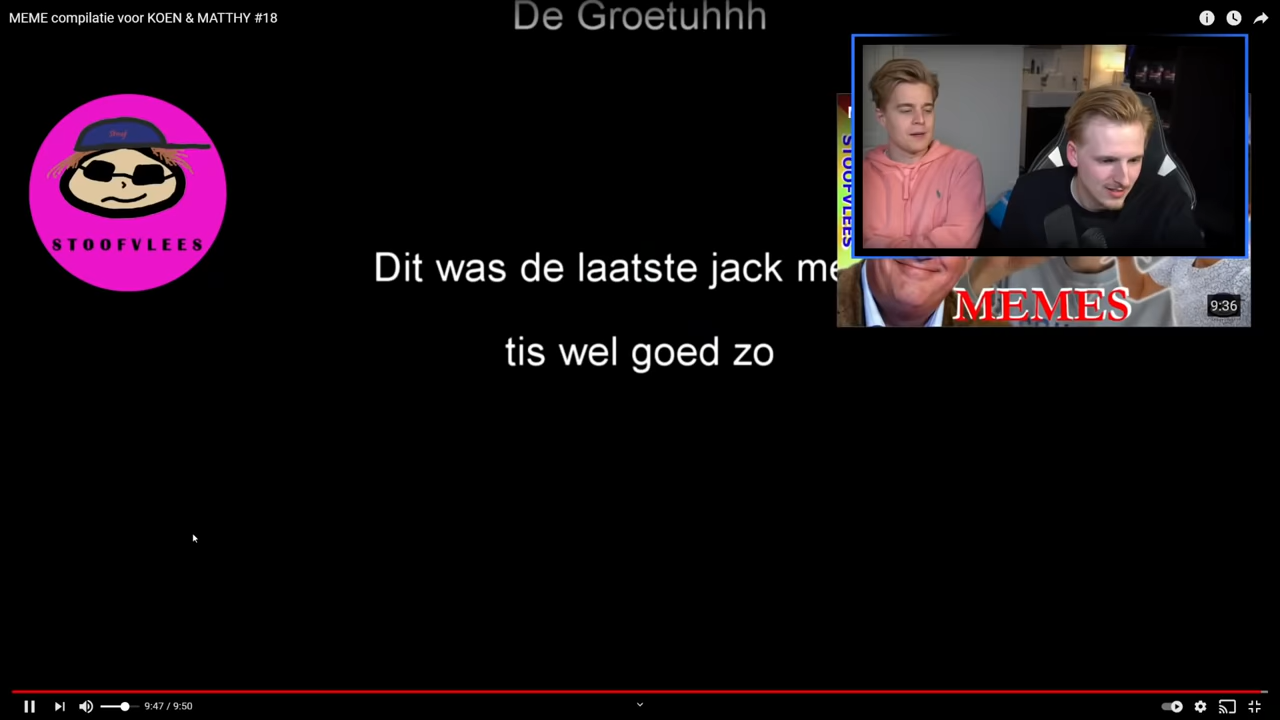 MEME compilatie voor KOEN & MATTHY #18
De Groetuhhh
STOOFVLEES
STOOFVLEES
Dit was de laatste jack
MEMES
9:36
tis wel goed zo
9:47 / 9:50